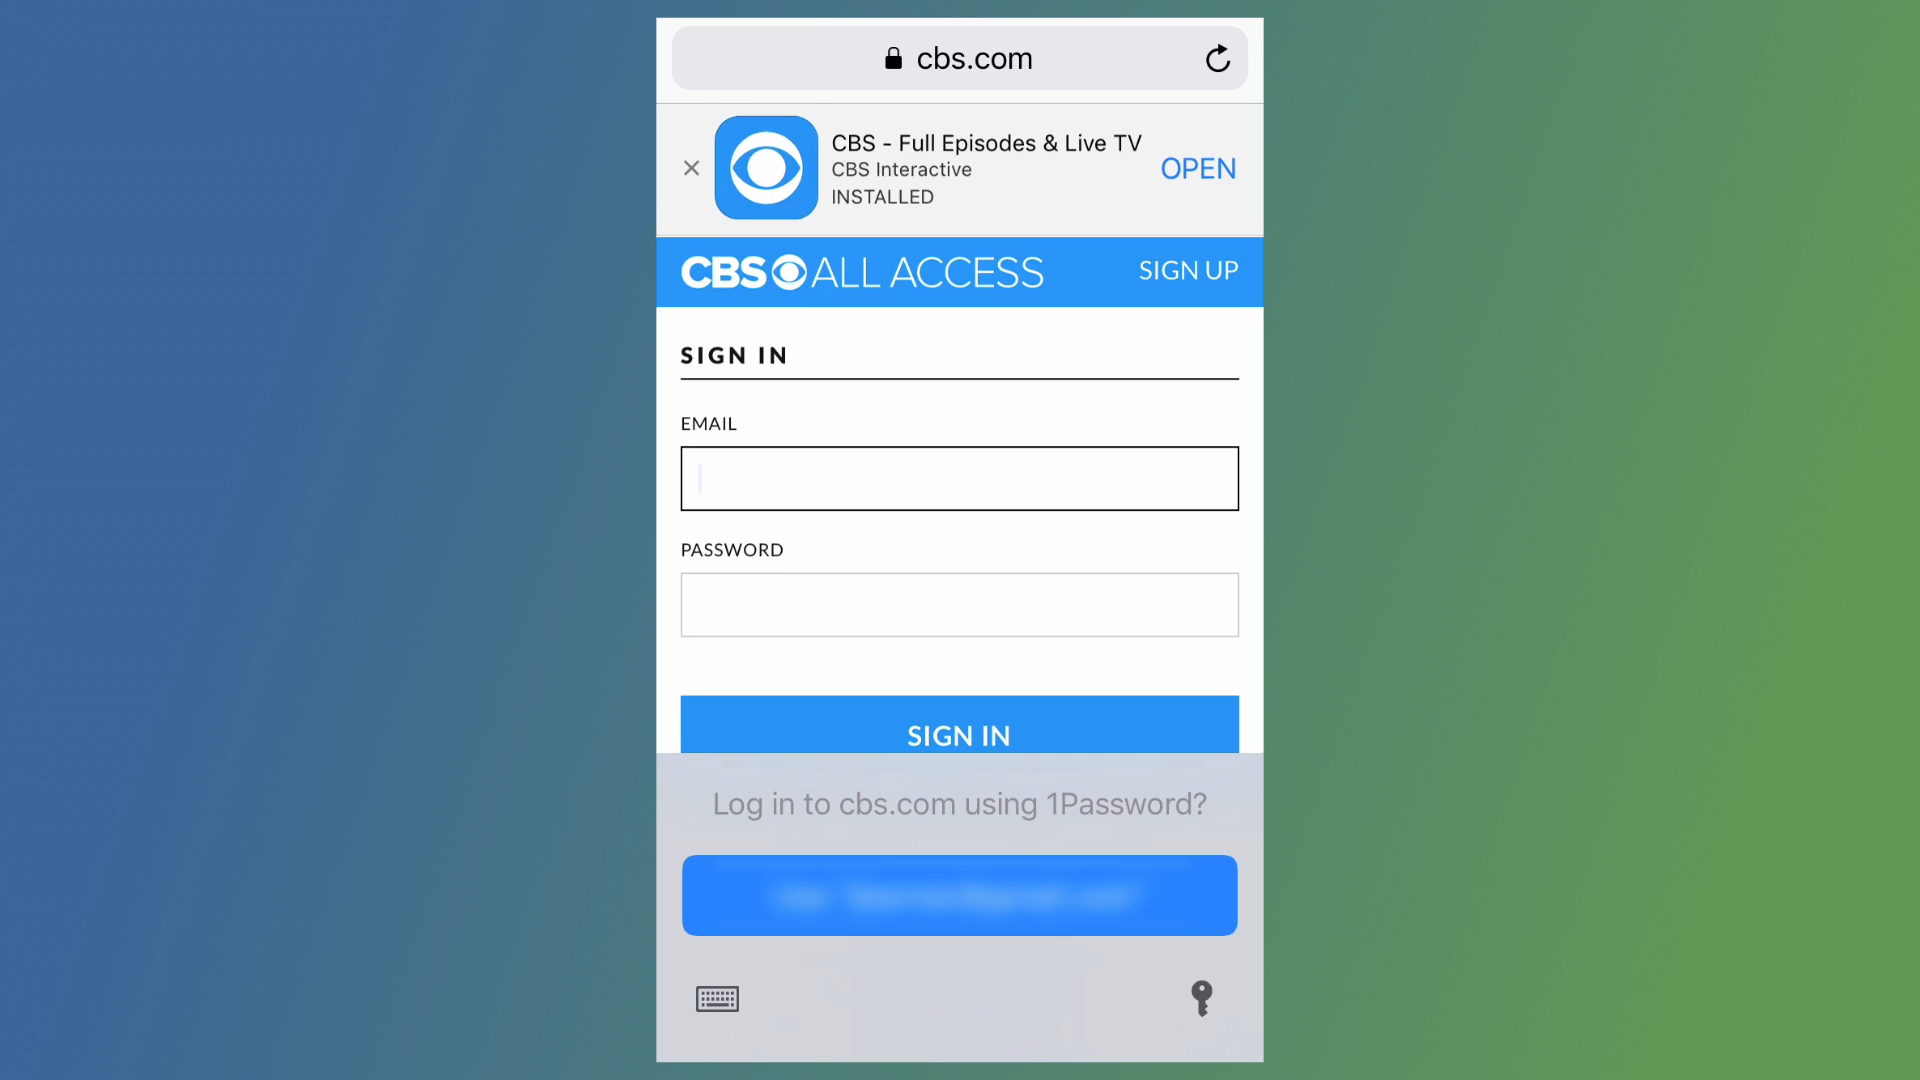 cbs.com
CBS - Full Episodes & Live TV
CBS Interactive
INSTALLED
OPEN
CBS ALL ACCESS
SIGN UP
SIGN IN
EMAIL
PASSWORD
SIGN IN
Log in to cbs.com using 1Password?